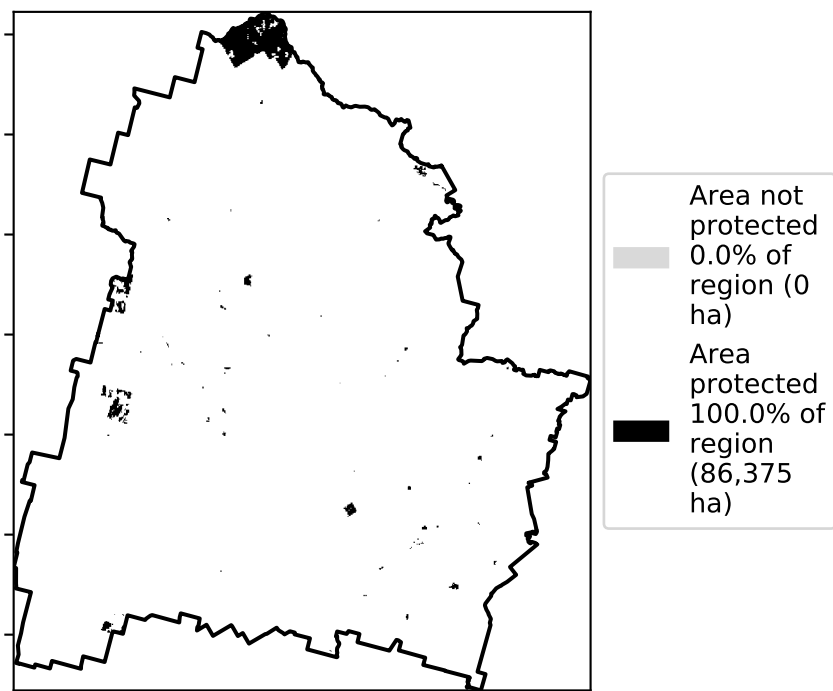 Area not
protected
0.0% of
region (0
ha)
Area
protected
100.0% of
region
(86,375
ha)